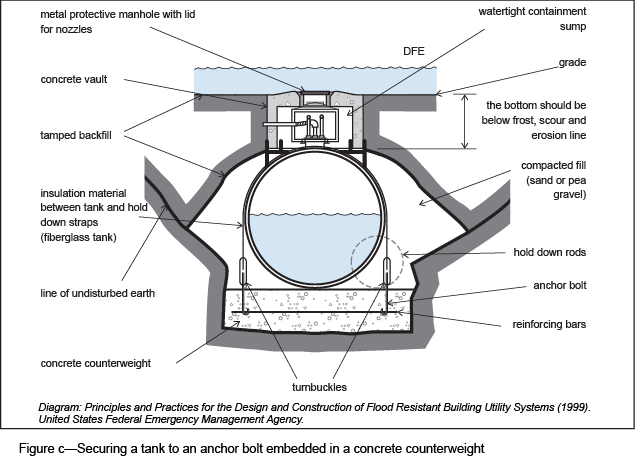 metal protective manhole with lid
for nozzles
watertight containment
sump
DFE
grade
concrete vault
the bottom should be
below frost, scour and
erosion line
tamped backfill
compacted fill
(sand or pea
gravel)
insulation material
between tank and hold
down straps
(fiberglass tank)
hold down rods
line of undisturbed earth
anchor bolt
reinforcing bars
concrete counterweight
turnbuckles
Diagram: Principles and Practices for the Design and Construction of Flood Resistant Building Utility Systems (1999).
United States Federal Emergency Management Agency.
Figure c—Securing a tank to an anchor bolt embedded in a concrete counterweight